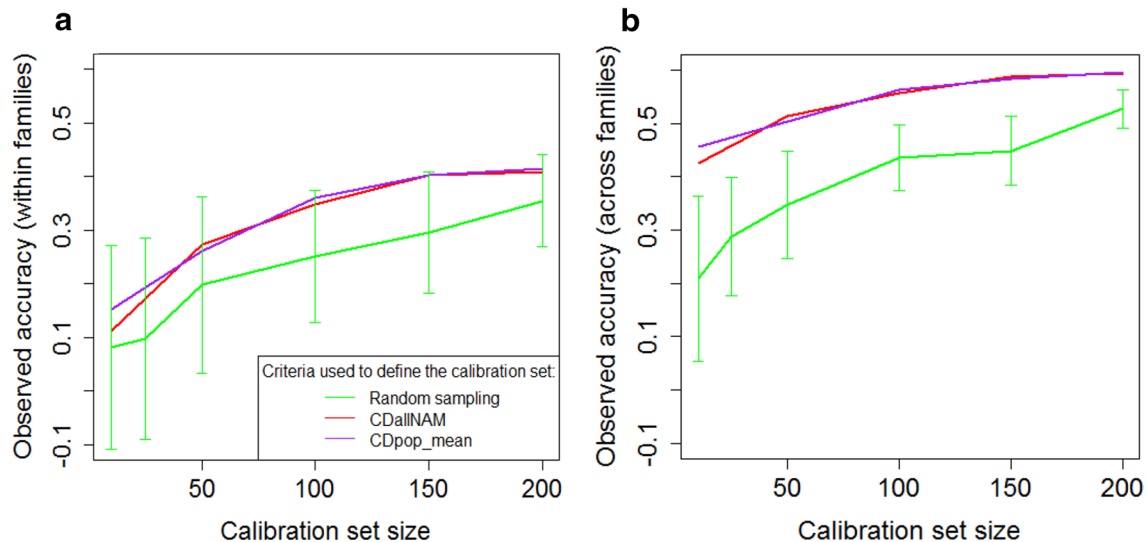 a
Observed accuracy (within families)
0.5
0.3
0.1
-0.1
Criteria used to define the calibration set:
Random sampling
CDallNAM
CDpop_mean
50 100 150 200
Calibration set size
b
Observed accuracy (across families)
0.5
0.3
0.1
-0.1
50 100 150 200
Calibration set size